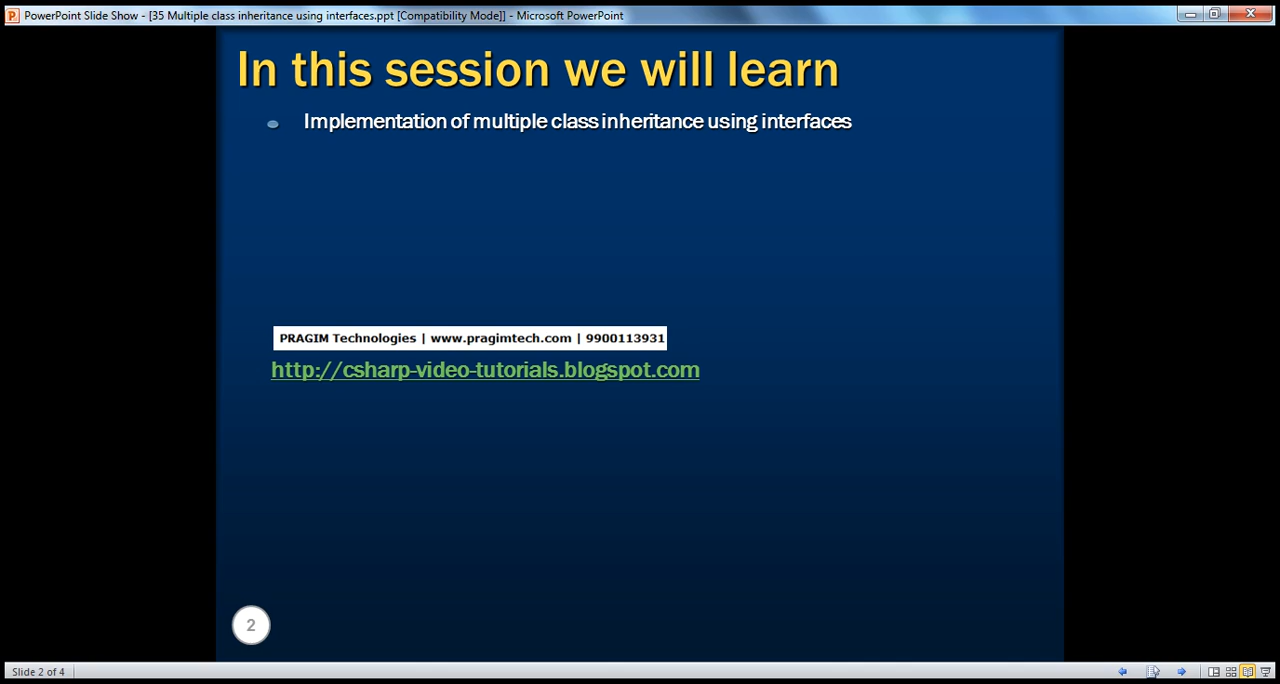 PowerPoint Slide Show - [35 Multiple class inheritance using interfaces.ppt [Compatibility Mode]] - Microsoft PowerPoint
In this session we will learn
Implementation of multiple class inheritance using interfaces
PRAGIM Technologies | www.pragimtech.com | 9900113931
http://csharp-video-tutorials.blogspot.com
2
Slide 2 of 4